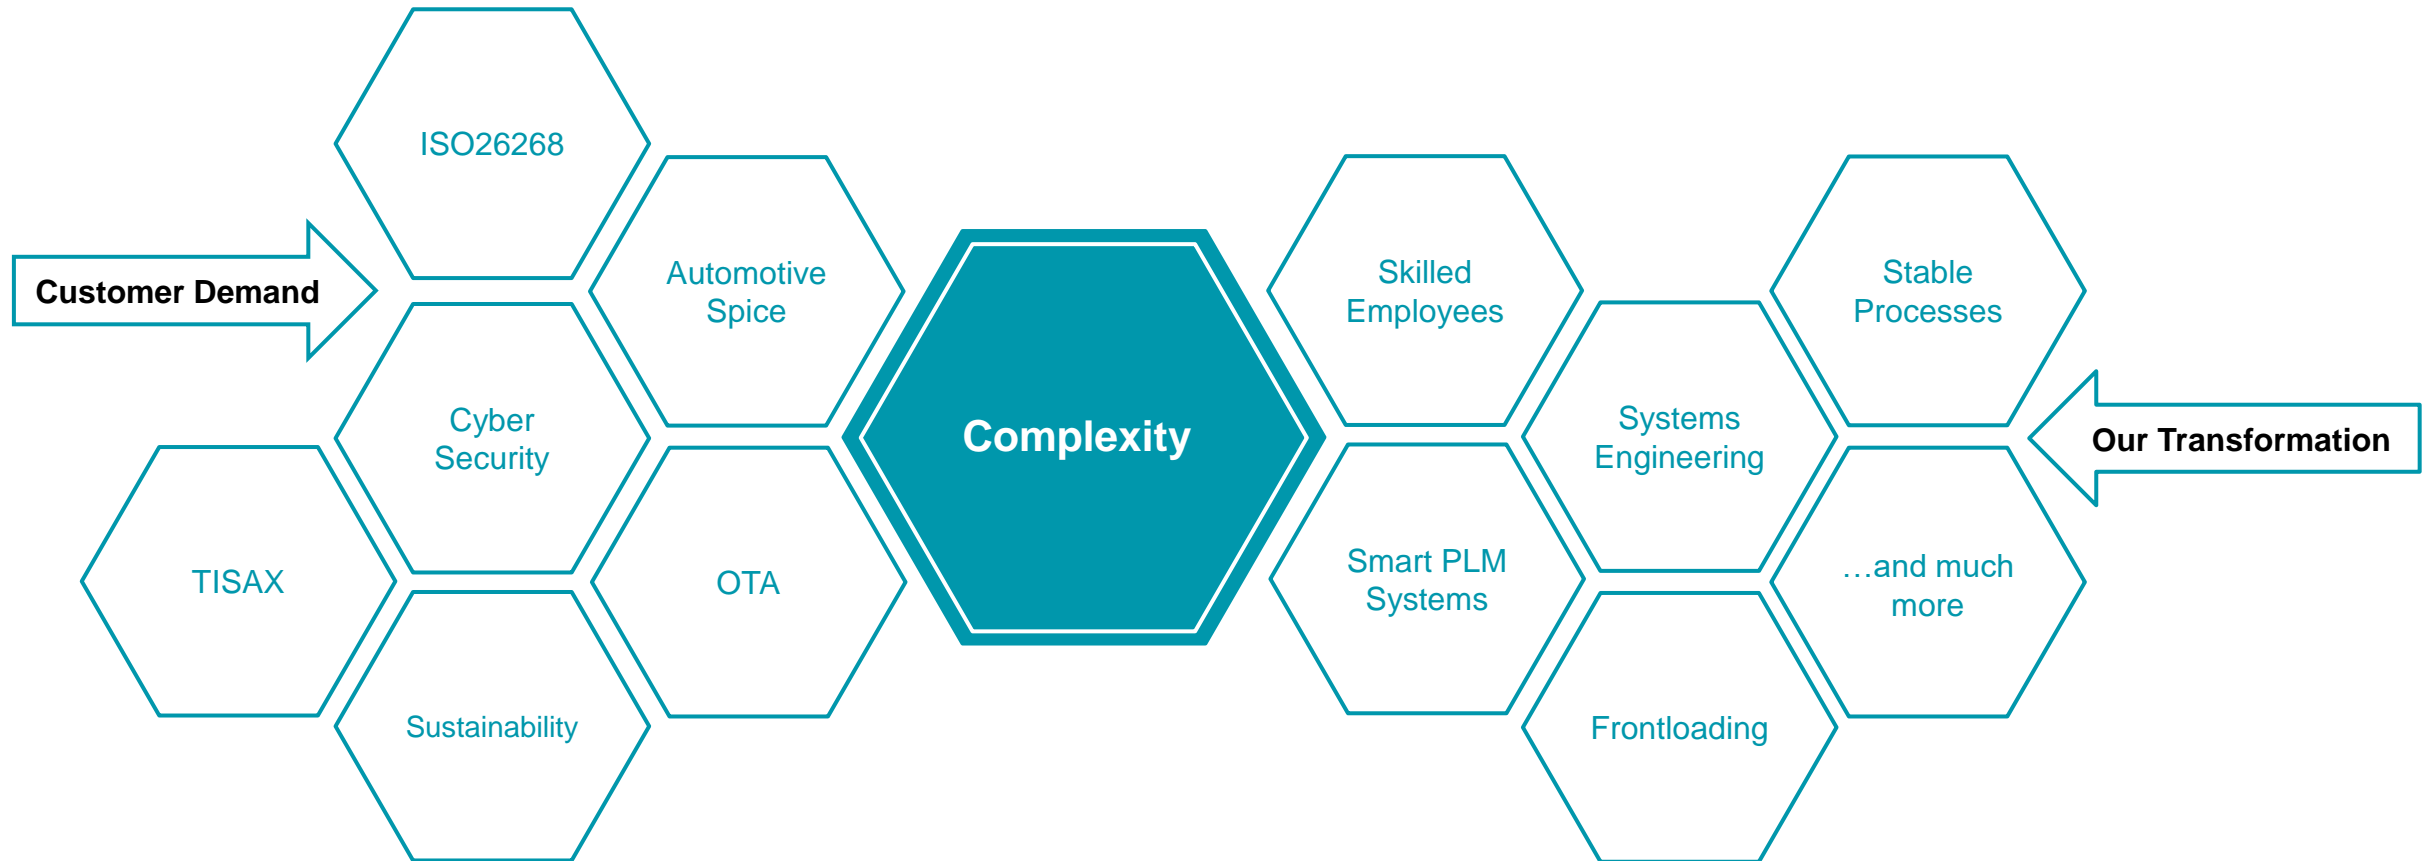 ISO26268
Automotive
Spice
Customer Demand
Cyber
Security
TISAX
OTA
Sustainability
Complexity
Skilled
Employees
Stable
Processes
Systems
Engineering
Our Transformation
Smart PLM
Systems
…and much
more
Frontloading